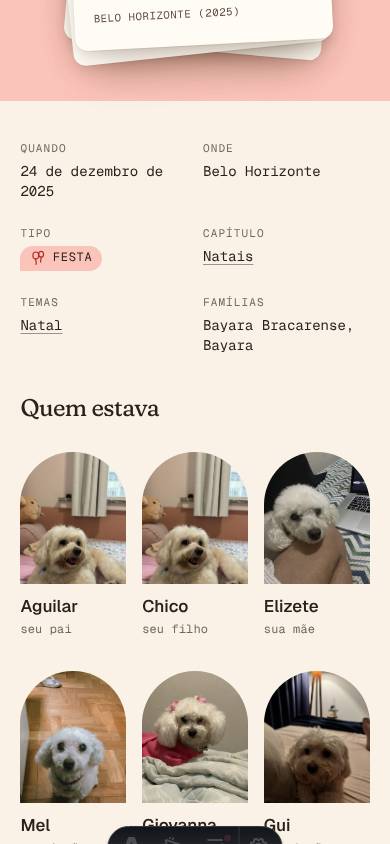 BELO HORIZONTE (2025)
QUANDO
ONDE
24 de dezembro de
2025
Belo Horizonte
TIPO
CAPÍTULO
FESTA
Natais
TEMAS
FAMÍLIAS
Natal
Bayara Bracarense,
Bayara
Quem estava
Aguilar
Chico
Elizete
seu pai
seu filho
sua mãe
Mel
Giovanna
Gui